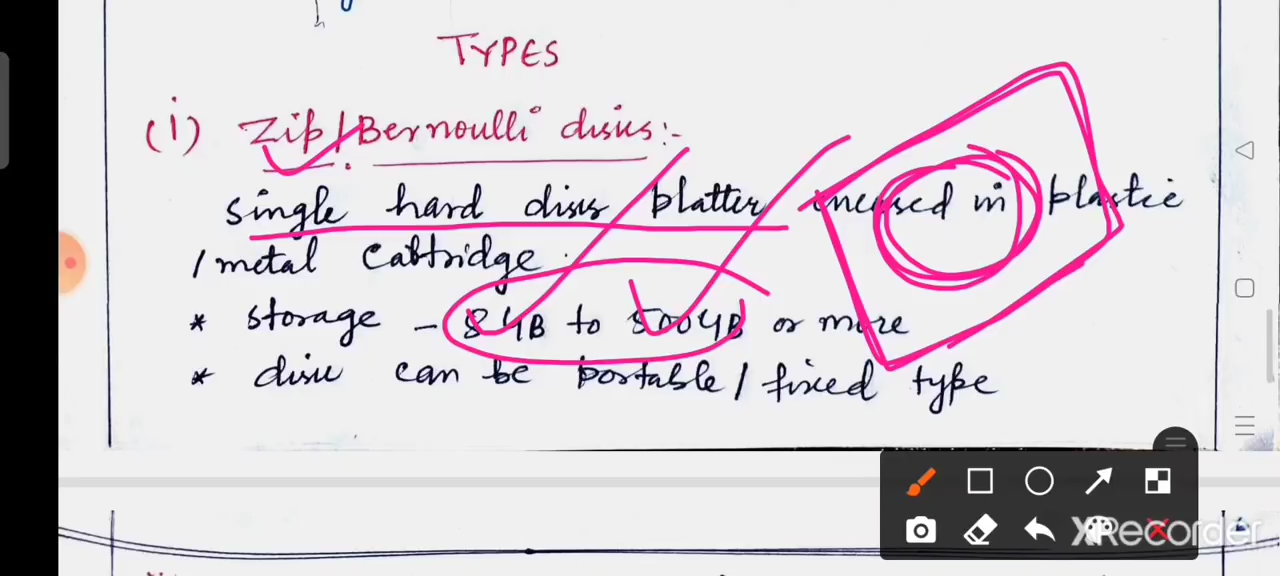 TYPES
(i) Zip/Bernoulli disks:-
single hard disk platter encased in plastic
/metal cartridge.
* storage - 8GB to 500GB or more
* disk can be portable/fixed type
XRecorder